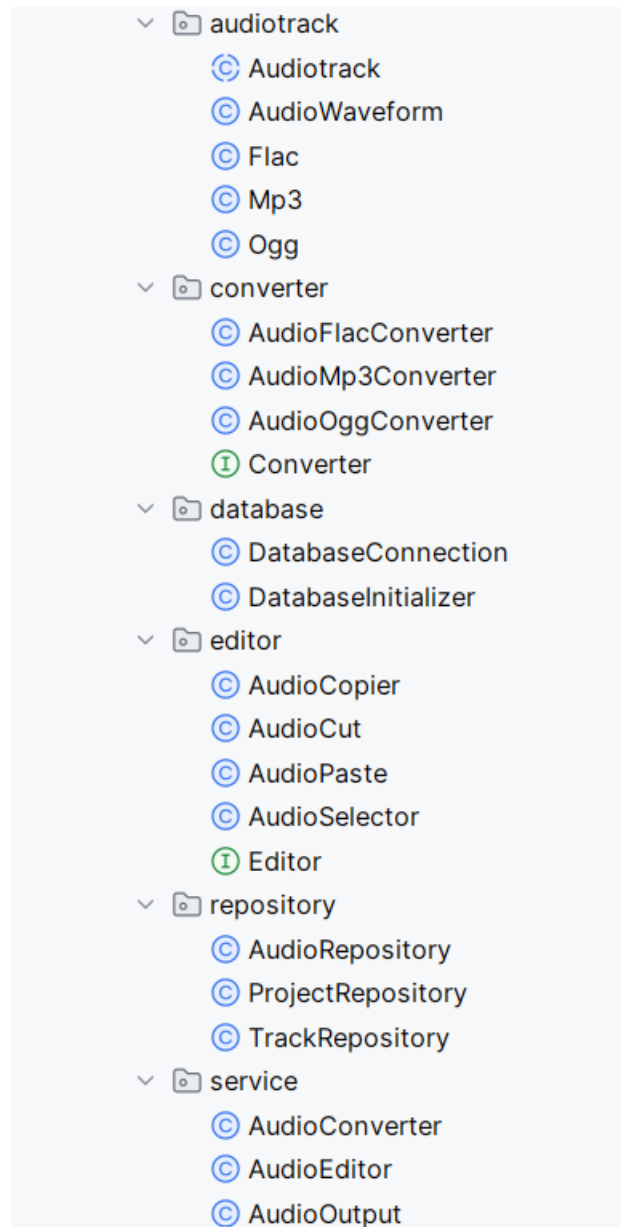 audiotrack
Audiotrack
AudioWaveform
Flac
Mp3
Ogg
converter
AudioFlacConverter
AudioMp3Converter
AudioOggConverter
Converter
database
DatabaseConnection
DatabaseInitializer
editor
AudioCopier
AudioCut
AudioPaste
AudioSelector
Editor
repository
AudioRepository
ProjectRepository
TrackRepository
service
AudioConverter
AudioEditor
AudioOutput